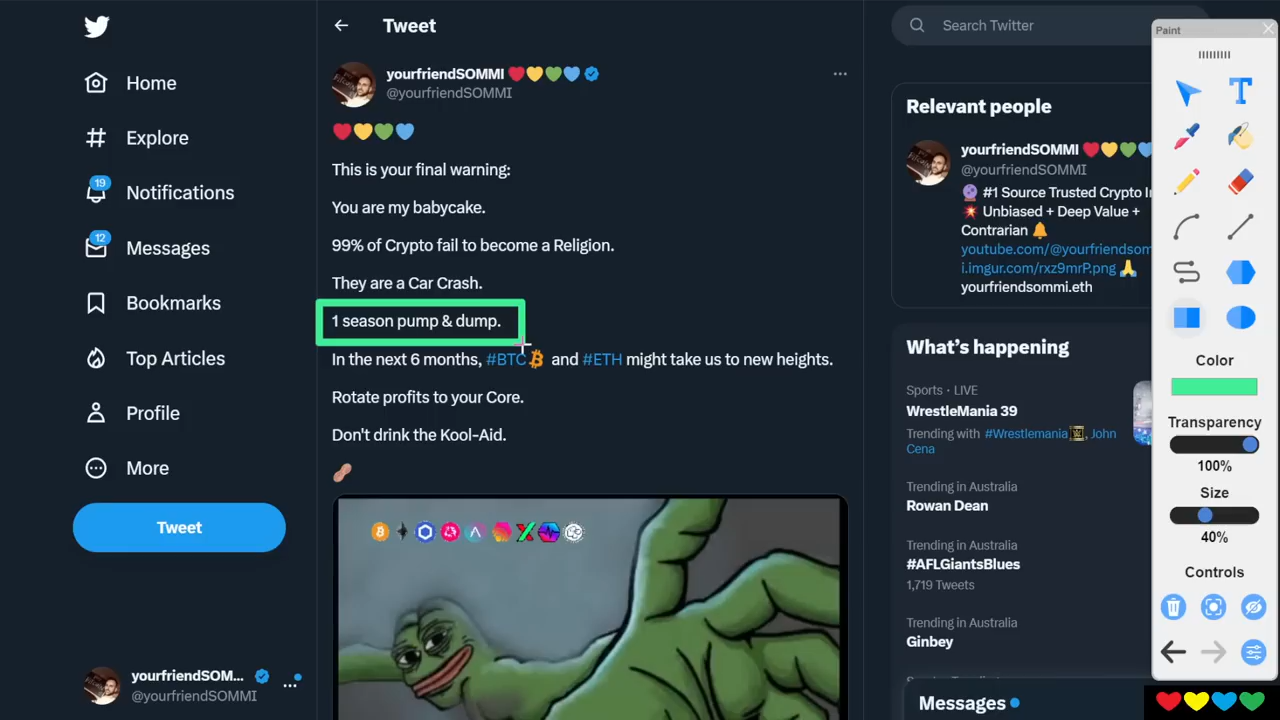 Tweet
Search Twitter
Home
Explore
19
Notifications
12
Messages
Bookmarks
Top Articles
Profile
More
Tweet
yourfriendSOMM...
@yourfriendSOMMI
yourfriendSOMMI
@yourfriendSOMMI
This is your final warning:
You are my babycake.
99% of Crypto fail to become a Religion.
They are a Car Crash.
1 season pump & dump.
In the next 6 months, #BTC and #ETH might take us to new heights.
Rotate profits to your Core.
Don't drink the Kool-Aid.
Relevant people
yourfriendSOMMI
@yourfriendSOMMI
#1 Source Trusted Crypto In
Unbiased + Deep Value +
Contrarian
youtube.com/@yourfriendsom
i.imgur.com/rxz9mrP.png
yourfriendsommi.eth
What's happening
Sports · LIVE
WrestleMania 39
Trending with #Wrestlemania, John
Cena
Trending in Australia
Rowan Dean
Trending in Australia
#AFLGiantsBlues
1,719 Tweets
Trending in Australia
Ginbey
Messages
Paint
T
Color
Transparency
100%
Size
40%
Controls